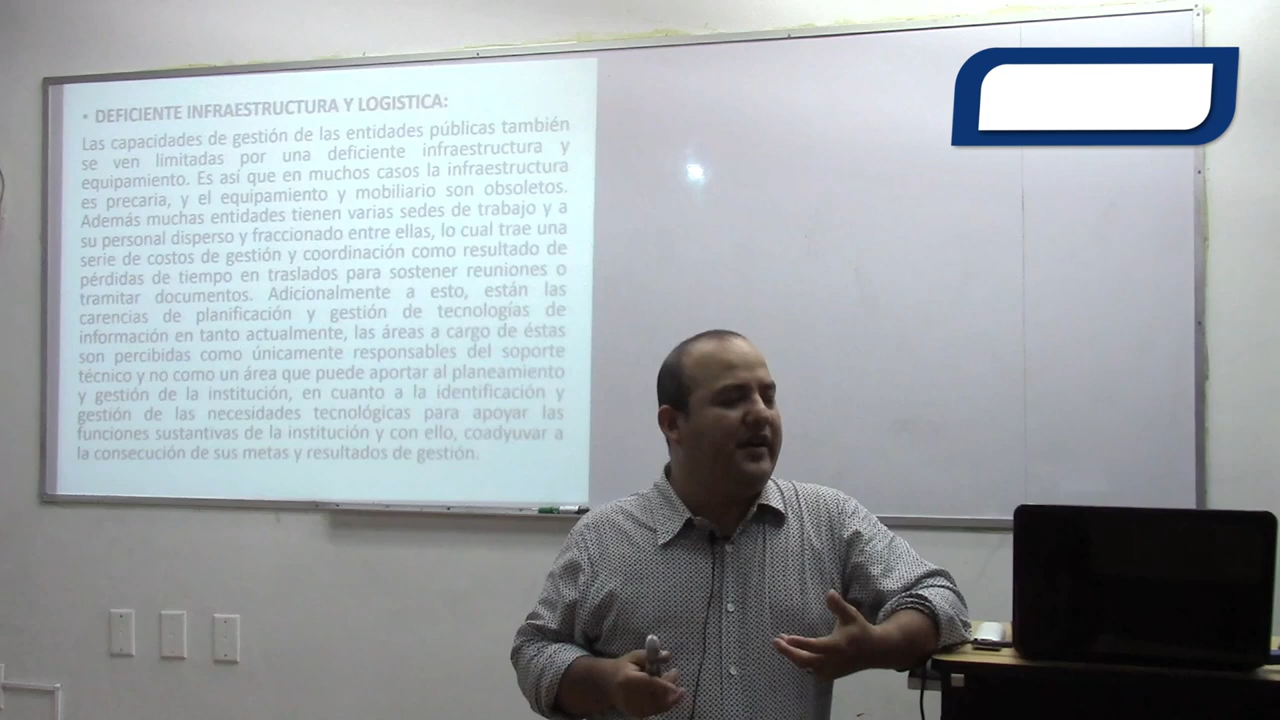 • DEFICIENTE INFRAESTRUCTURA Y LOGISTICA:
Las capacidades de gestión de las entidades públicas también
se ven limitadas por una deficiente infraestructura y
equipamiento. Es así que en muchos casos la infraestructura
es precaria, y el equipamiento y mobiliario son obsoletos.
Además muchas entidades tienen varias sedes de trabajo y a
su personal disperso y fraccionado entre ellas, lo cual trae una
serie de costos de gestión y coordinación como resultado de
pérdidas de tiempo en traslados para sostener reuniones o
tramitar documentos. Adicionalmente a esto, están las
carencias de planificación y gestión de tecnologías de
información en tanto actualmente, las áreas a cargo de éstas
son percibidas como únicamente responsables del soporte
técnico y no como un área que puede aportar al planeamiento
y gestión de la institución, en cuanto a la identificación y
gestión de las necesidades tecnológicas para apoyar las
funciones sustantivas de la institución y con ello, coadyuvar a
la consecución de sus metas y resultados de gestión.